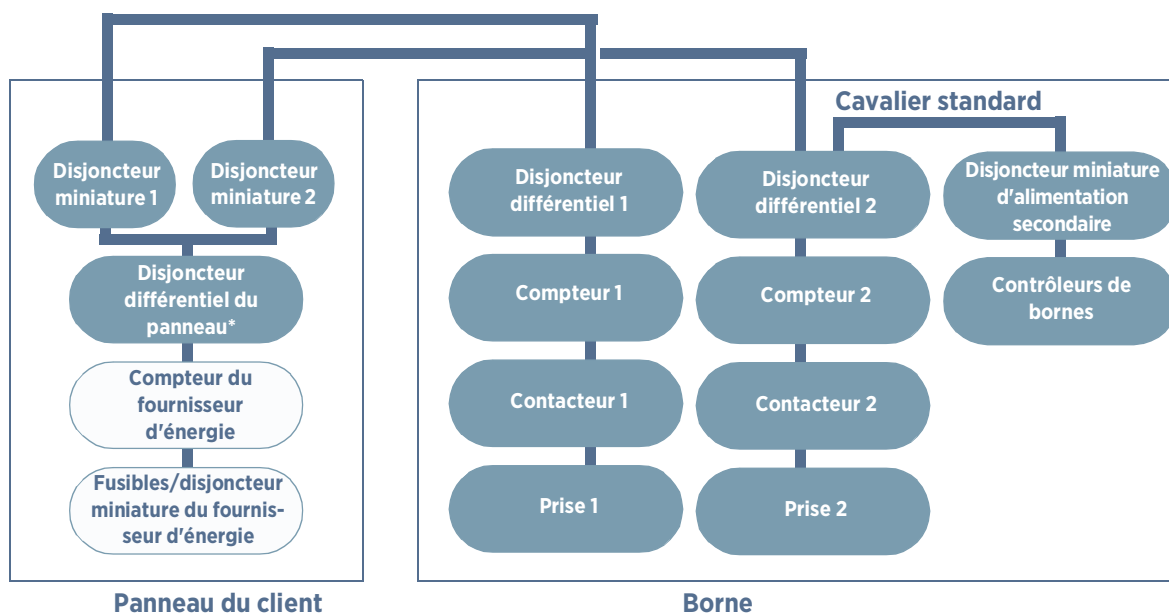 Cavalier standard
Disjoncteur
miniature 1
Disjoncteur
miniature 2
Disjoncteur
différentiel du
panneau*
Compteur du
fournisseur
d'énergie
Fusibles/disjoncteur
miniature du fournis-
seur d'énergie
Panneau du client
Disjoncteur
différentiel 1
Compteur 1
Contacteur 1
Prise 1
Disjoncteur
différentiel 2
Compteur 2
Contacteur 2
Prise 2
Disjoncteur miniature
d'alimentation
secondaire
Contrôleurs de
bornes
Borne